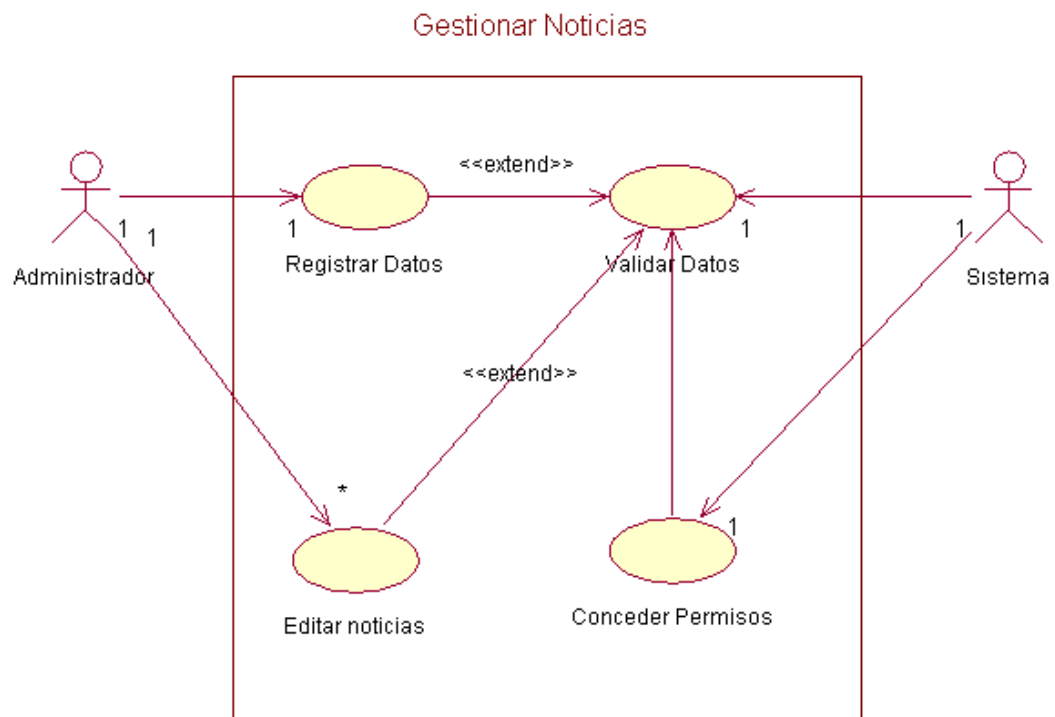 Gestionar Noticias
<<extend>>
1
1
1
1
1
Registrar Datos
Validar Datos
Administrador
Sistema
<<extend>>
*
1
Editar noticias
Conceder Permisos